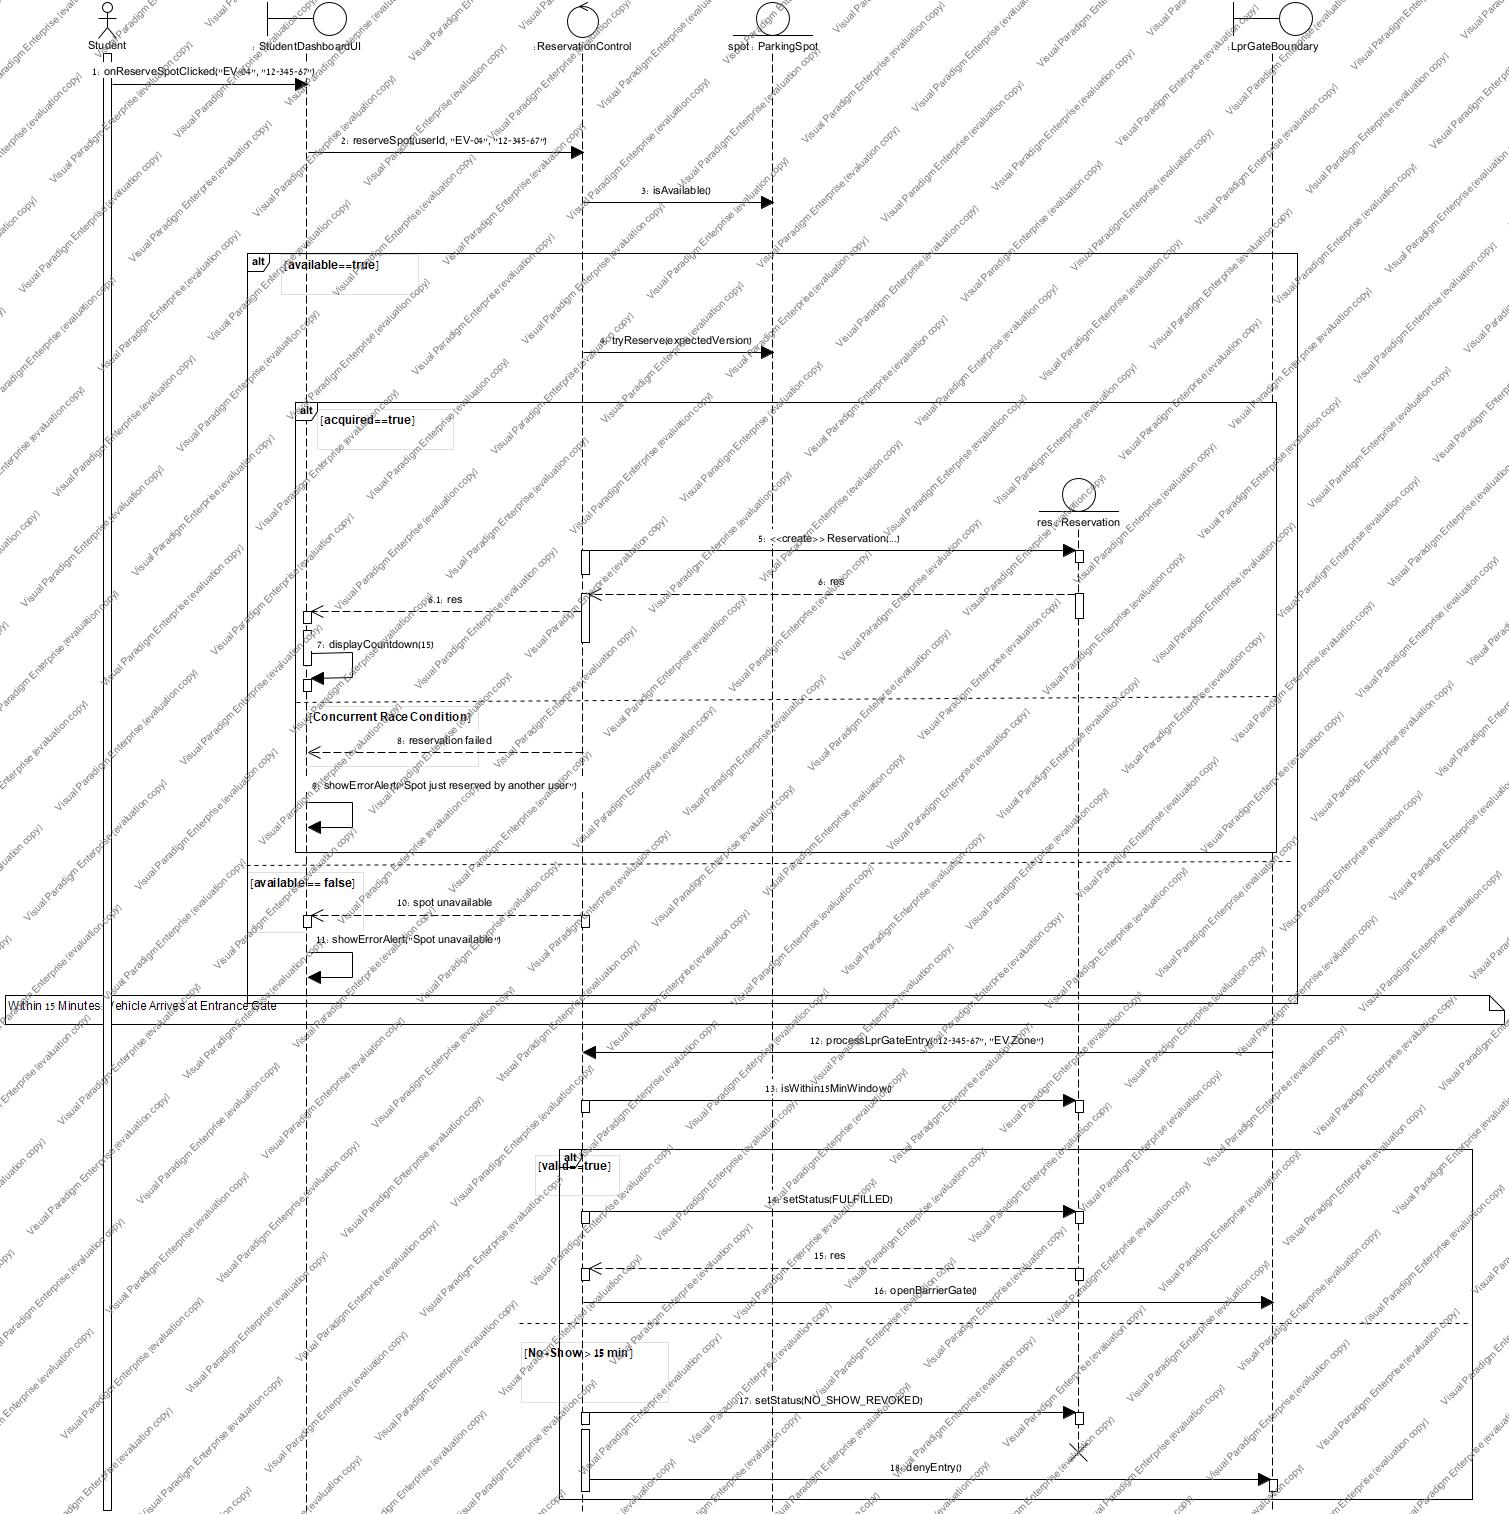 Student
: StudentDashboardUI
: ReservationControl
spot : ParkingSpot
: LprGateBoundary
1: onReserveSpotClicked("EV-04", "12-345-67")
2: reserveSpot(userId, "EV-04", "12-345-67")
3: isAvailable()
alt
[available==true]
4: tryReserve(expectedVersion)
alt
[acquired==true]
res : Reservation
5: <<create>> Reservation(...)
6: res
6.1: res
7: displayCountdown(15)
[Concurrent Race Condition]
8: reservation failed
9: showErrorAlert("Spot just reserved by another user")
[available == false]
10: spot unavailable
11: showErrorAlert("Spot unavailable")
Within 15 Minutes Vehicle Arrives at Entrance Gate
12: processLprGateEntry("12-345-67", "EV Zone")
13: isWithin15MinWindow()
alt
[valid==true]
14: setStatus(FULFILLED)
15: res
16: openBarrierGate()
[No-Show > 15 min]
17: setStatus(NO_SHOW_REVOKED)
18: denyEntry()
Visual Paradigm Enterprise (evaluation copy)